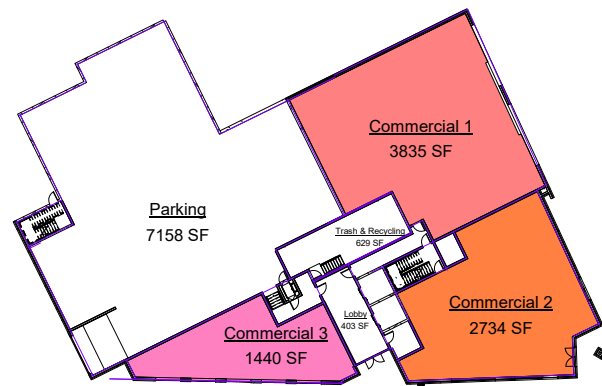 Commercial 1
3835 SF
Parking
7158 SF
Trash & Recycling
629 SF
Commercial 2
2734 SF
Lobby
403 SF
Commercial 3
1440 SF